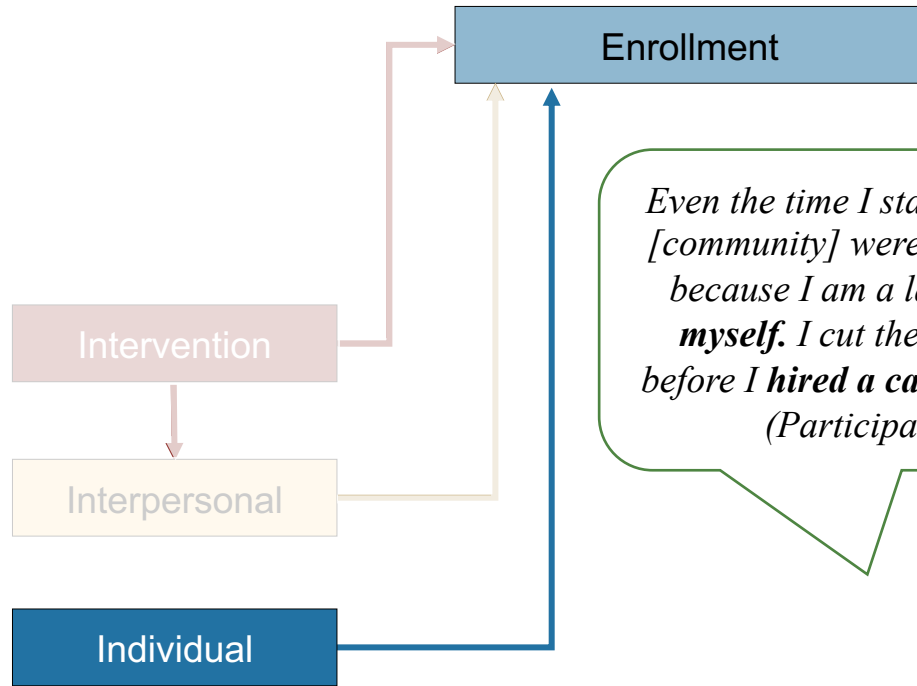 Enrollment
Even the time I sta
[community] were
because I am a l
myself. I cut the
before I hired a ca
(Participa
Intervention
Interpersonal
Individual